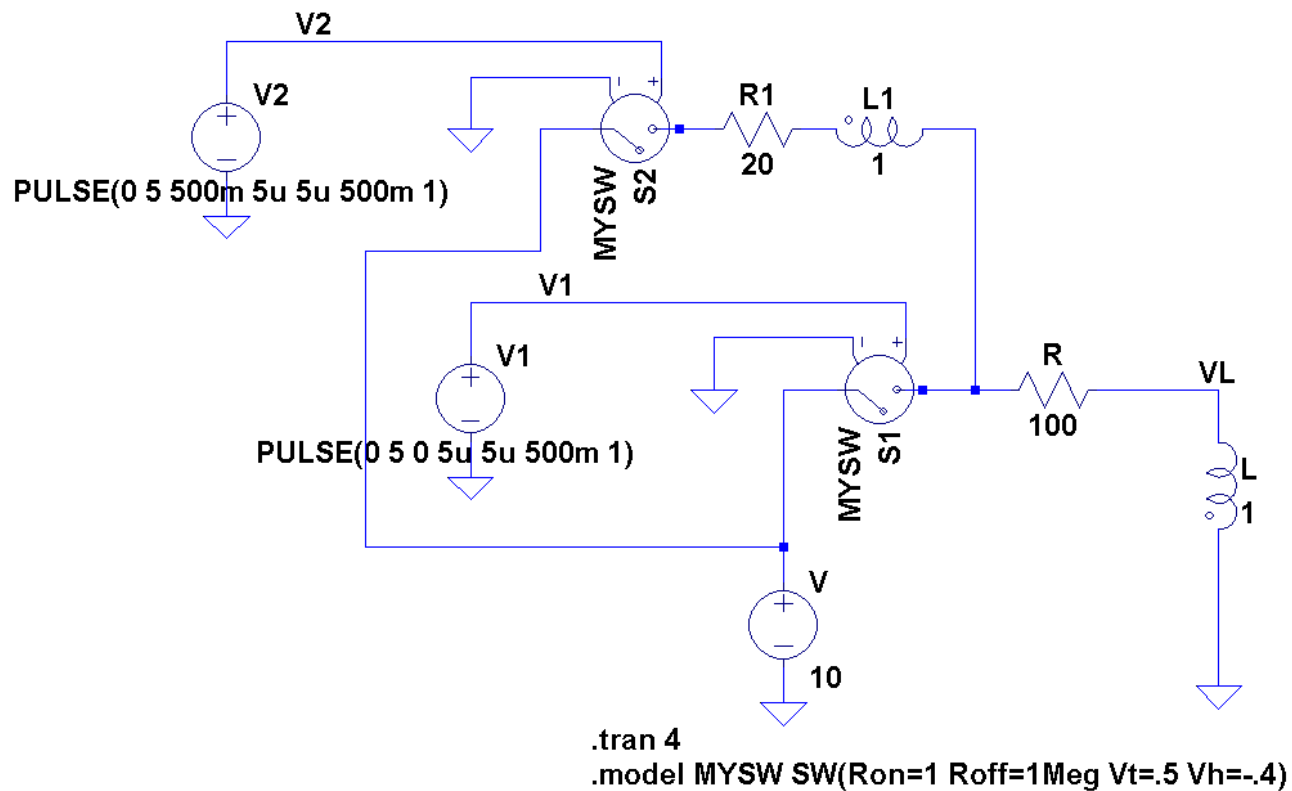 V2
V2
PULSE(0 5 500m 5u 5u 500m 1)
MYSW
S2
R1
20
L1
1
V1
V1
PULSE(0 5 0 5u 5u 500m 1)
MYSW
S1
R
100
VL
L
1
V
10
.tran 4
.model MYSW SW(Ron=1 Roff=1Meg Vt=.5 Vh=-.4)